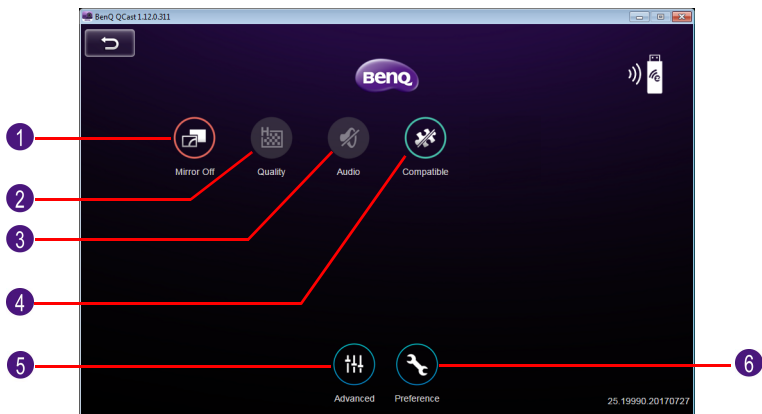 BenQ QCast 1.12.0.311
BenQ
1
Mirror Off
H
Quality
Audio
Compatible
2
3
4
5
6
Advanced
Preference
25.19990.20170727